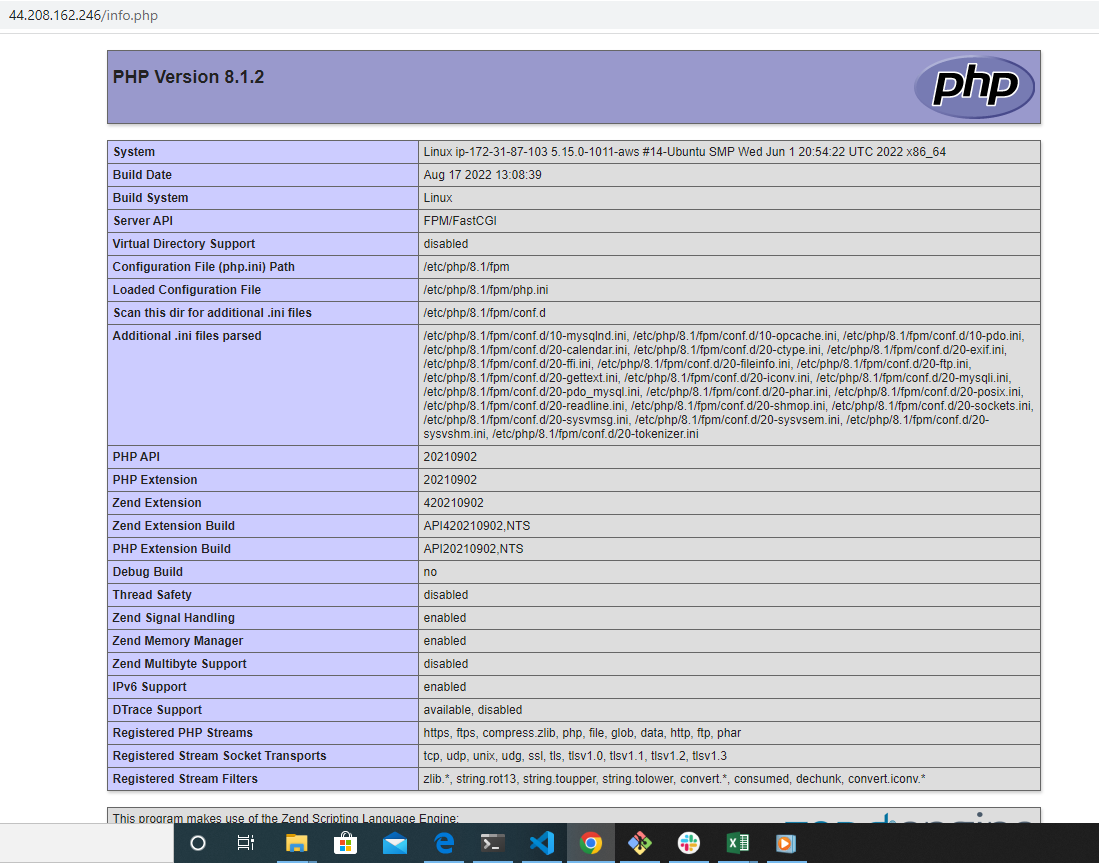 44.208.162.246/info.php
PHP Version 8.1.2
php
System Linux ip-172-31-87-103 5.15.0-1011-aws #14-Ubuntu SMP Wed Jun 1 20:54:22 UTC 2022 x86_64
Build Date Aug 17 2022 13:08:39
Build System Linux
Server API FPM/FastCGI
Virtual Directory Support disabled
Configuration File (php.ini) Path /etc/php/8.1/fpm
Loaded Configuration File /etc/php/8.1/fpm/php.ini
Scan this dir for additional .ini files /etc/php/8.1/fpm/conf.d
Additional .ini files parsed /etc/php/8.1/fpm/conf.d/10-mysqlnd.ini, /etc/php/8.1/fpm/conf.d/10-opcache.ini, /etc/php/8.1/fpm/conf.d/10-pdo.ini,
/etc/php/8.1/fpm/conf.d/20-calendar.ini, /etc/php/8.1/fpm/conf.d/20-ctype.ini, /etc/php/8.1/fpm/conf.d/20-exif.ini,
/etc/php/8.1/fpm/conf.d/20-ffi.ini, /etc/php/8.1/fpm/conf.d/20-fileinfo.ini, /etc/php/8.1/fpm/conf.d/20-ftp.ini,
/etc/php/8.1/fpm/conf.d/20-gettext.ini, /etc/php/8.1/fpm/conf.d/20-iconv.ini, /etc/php/8.1/fpm/conf.d/20-mysqli.ini,
/etc/php/8.1/fpm/conf.d/20-pdo_mysql.ini, /etc/php/8.1/fpm/conf.d/20-phar.ini, /etc/php/8.1/fpm/conf.d/20-posix.ini,
/etc/php/8.1/fpm/conf.d/20-readline.ini, /etc/php/8.1/fpm/conf.d/20-shmop.ini, /etc/php/8.1/fpm/conf.d/20-sockets.ini,
/etc/php/8.1/fpm/conf.d/20-sysvmsg.ini, /etc/php/8.1/fpm/conf.d/20-sysvsem.ini, /etc/php/8.1/fpm/conf.d/20-
sysvshm.ini, /etc/php/8.1/fpm/conf.d/20-tokenizer.ini
PHP API 20210902
PHP Extension 20210902
Zend Extension 420210902
Zend Extension Build API420210902,NTS
PHP Extension Build API20210902,NTS
Debug Build no
Thread Safety disabled
Zend Signal Handling enabled
Zend Memory Manager enabled
Zend Multibyte Support disabled
IPv6 Support enabled
DTrace Support available, disabled
Registered PHP Streams https, ftps, compress.zlib, php, file, glob, data, http, ftp, phar
Registered Stream Socket Transports tcp, udp, unix, udg, ssl, tls, tlsv1.0, tlsv1.1, tlsv1.2, tlsv1.3
Registered Stream Filters zlib.*, string.rot13, string.toupper, string.tolower, convert.*, consumed, dechunk, convert.iconv.*
This program makes use of the Zend Scripting Language Engine: